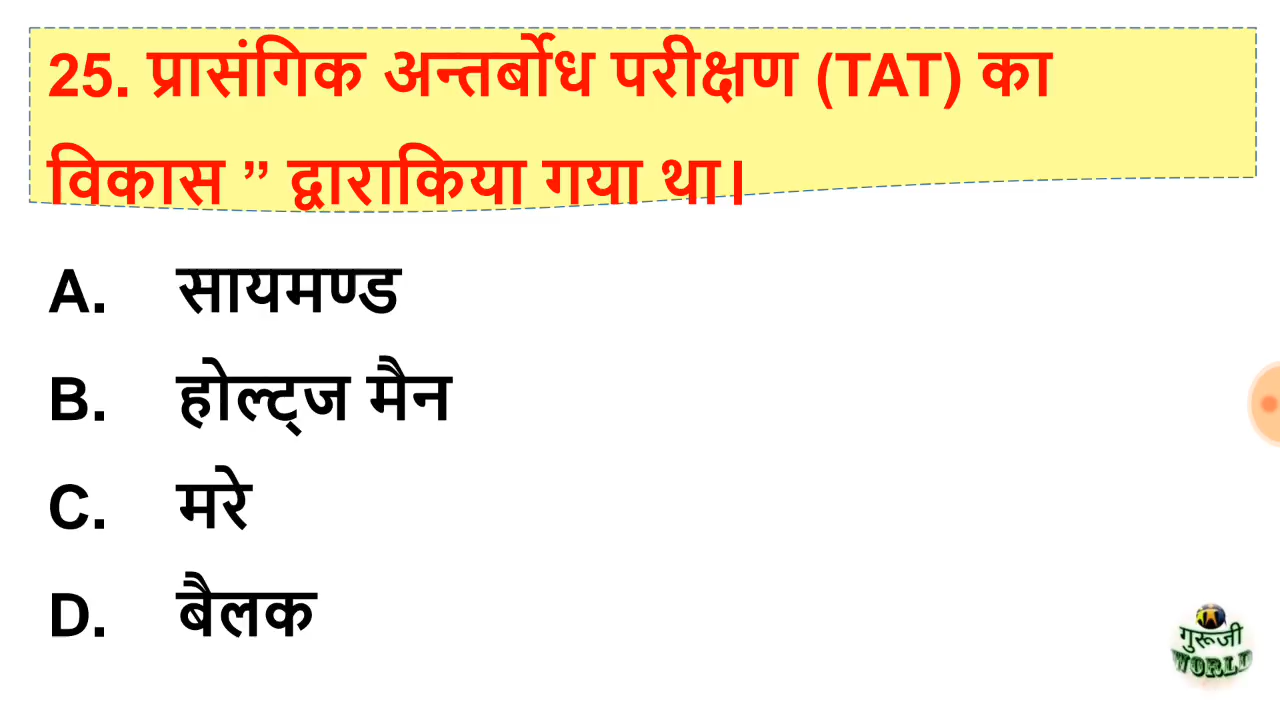 25. प्रासंगिक अन्तर्बोध परीक्षण (TAT) का
विकास ” द्वाराकिया गया था।
A. सायमण्ड
B. होल्ट्ज मैन
C. मरे
D. बैलक
गुरूजी
WORLD